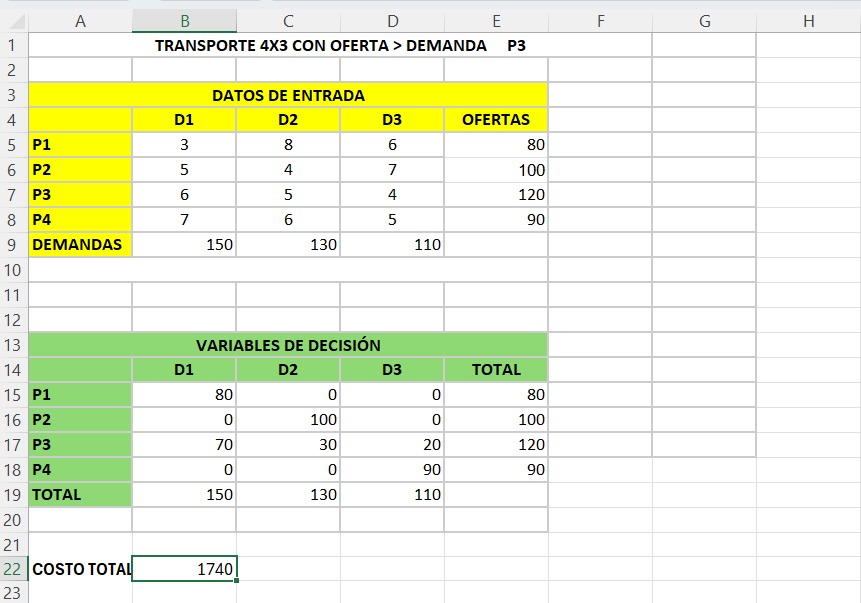 A B C D E F G H
1 TRANSPORTE 4X3 CON OFERTA > DEMANDA P3
2
3 DATOS DE ENTRADA
4 D1 D2 D3 OFERTAS
5 P1 3 8 6 80
6 P2 5 4 7 100
7 P3 6 5 4 120
8 P4 7 6 5 90
9 DEMANDAS 150 130 110
10
11
12
13 VARIABLES DE DECISIÓN
14 D1 D2 D3 TOTAL
15 P1 80 0 0 80
16 P2 0 100 0 100
17 P3 70 30 20 120
18 P4 0 0 90 90
19 TOTAL 150 130 110
20
21
22 COSTO TOTAL 1740
23